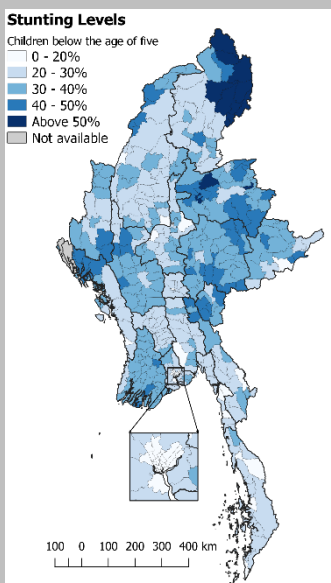 Stunting Levels
Children below the age of five
0 - 20%
20 - 30%
30 - 40%
40 - 50%
Above 50%
Not available
100 0 100 200 300 400 km